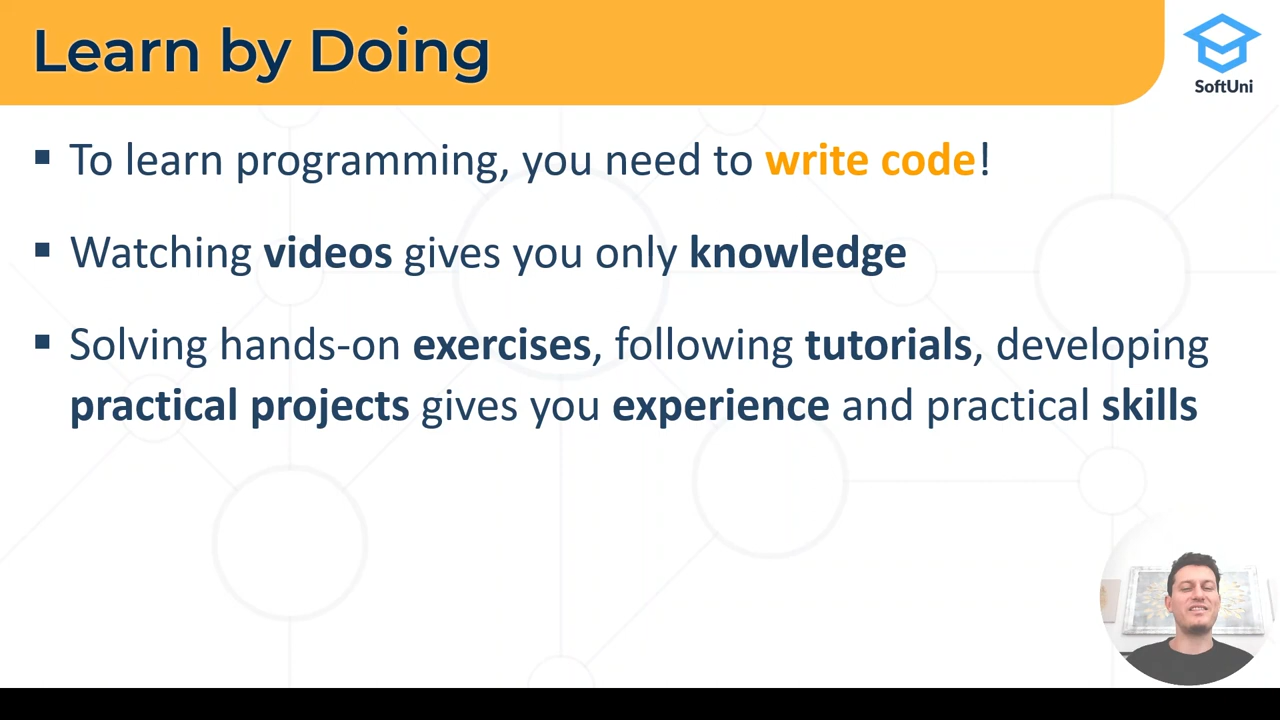 Learn by Doing
SoftUni
▪ To learn programming, you need to write code!
▪ Watching videos gives you only knowledge
▪ Solving hands-on exercises, following tutorials, developing
practical projects gives you experience and practical skills